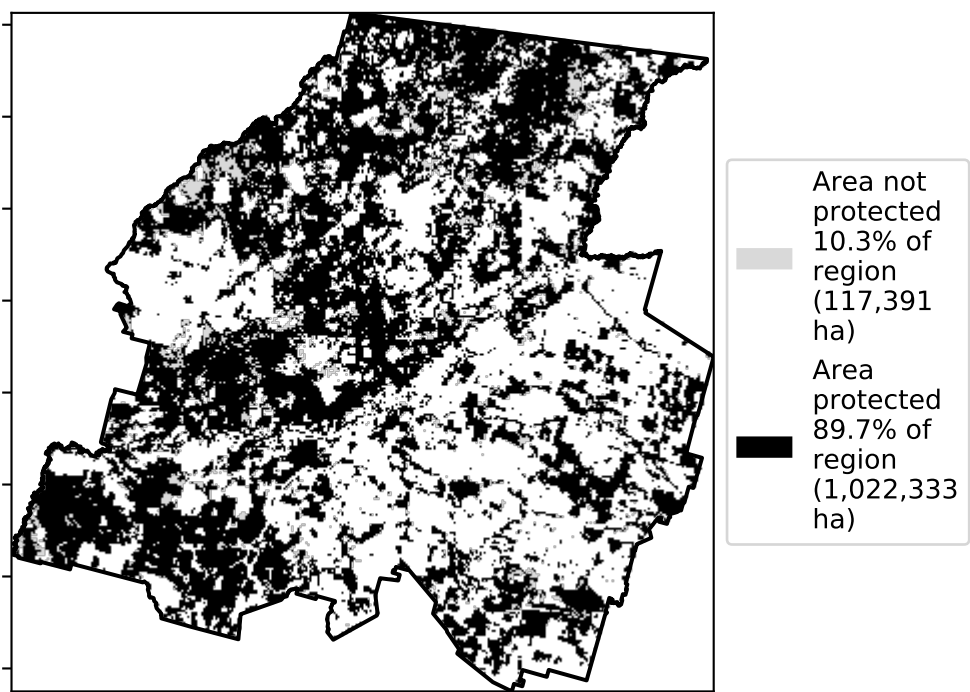 Area not
protected
10.3% of
region
(117,391
ha)
Area
protected
89.7% of
region
(1,022,333
ha)